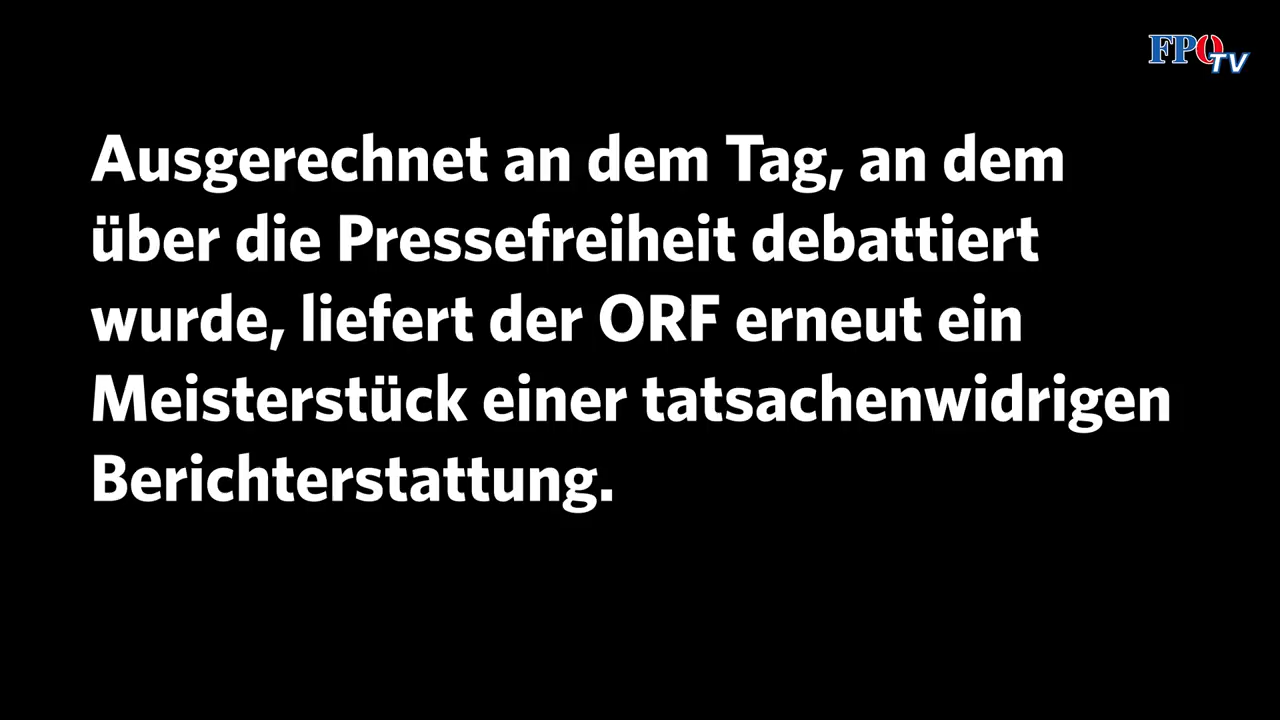 FPÖ TV
Ausgerechnet an dem Tag, an dem
über die Pressefreiheit debattiert
wurde, liefert der ORF erneut ein
Meisterstück einer tatsachenwidrigen
Berichterstattung.